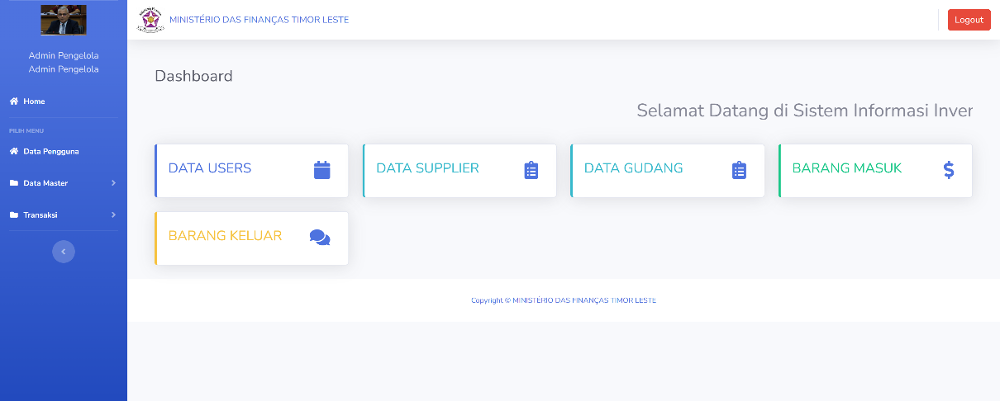 MINISTÉRIO DAS FINANÇAS TIMOR LESTE
Logout
Admin Pengelola
Admin Pengelola
Home
PILIH MENU
Data Pengguna
Data Master
Transaksi
Dashboard
Selamat Datang di Sistem Informasi Inver
DATA USERS
DATA SUPPLIER
DATA GUDANG
BARANG MASUK
BARANG KELUAR
Copyright © MINISTÉRIO DAS FINANÇAS TIMOR LESTE